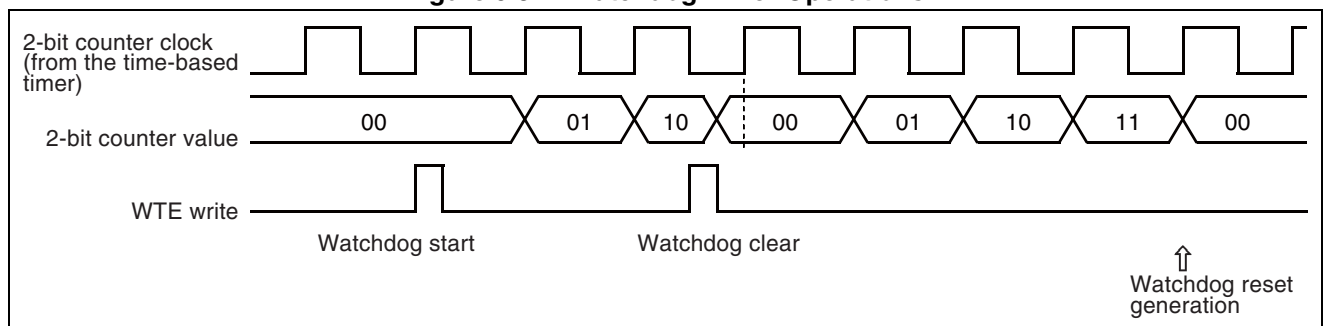 2-bit counter clock
(from the time-based
timer)
2-bit counter value
00 01 10 00 01 10 11 00
WTE write
Watchdog start Watchdog clear
Watchdog reset
generation